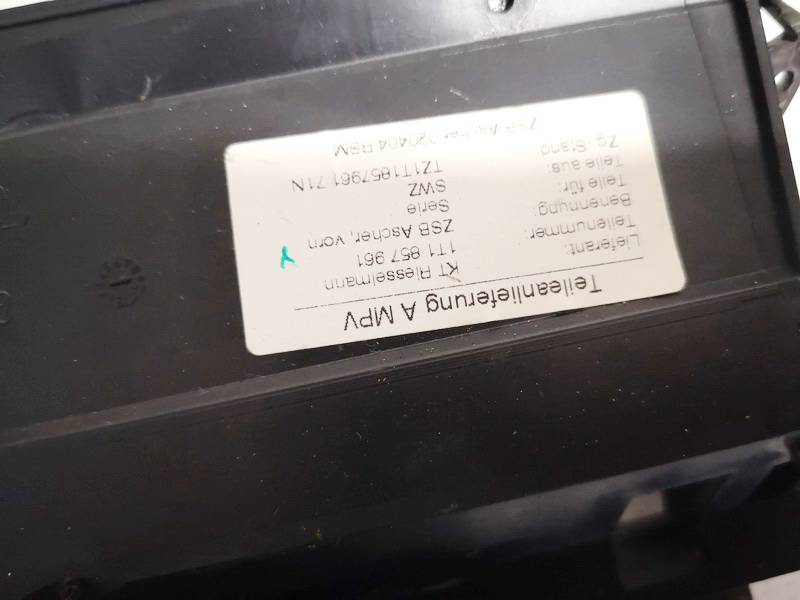 Teileanlieferung A MPV
Lieferant: KT Riesselmann
Teilenummer: 1T1 857 961
Benennung: ZSB Ascher, vorn
Teile für: Serie
Teile aus: SWZ
Zg.-Stand TZ1T1857961 71N
ZSB Ascher 020404 RSM